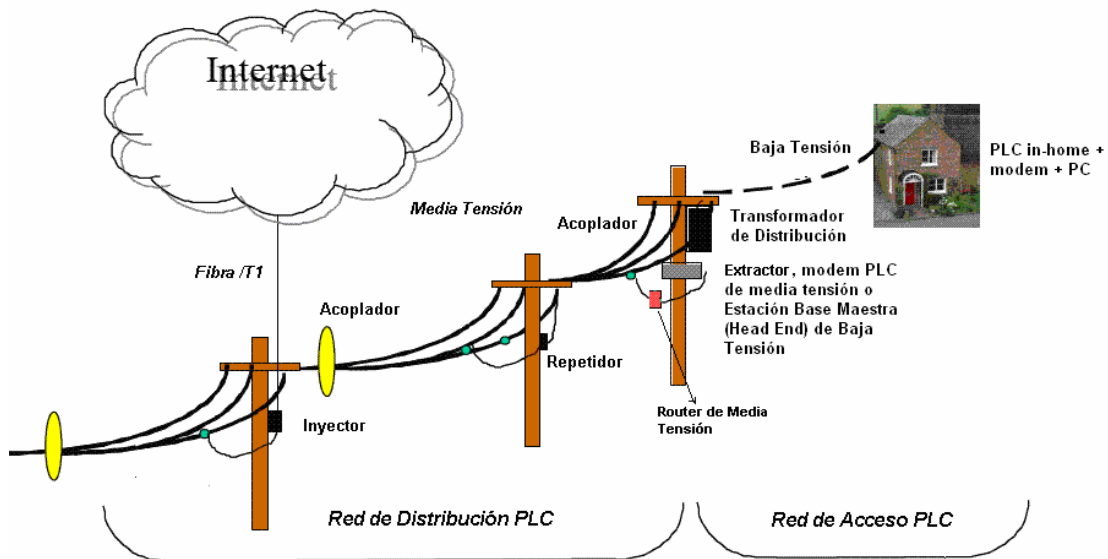 Internet
Baja Tensión
PLC in-home +
modem + PC
Media Tensión
Acoplador
Transformador
de Distribución
Fibra /T1
Extractor, modem PLC
de media tensión o
Estación Base Maestra
(Head End) de Baja
Tensión
Acoplador
Repetidor
Router de Media
Tensión
Inyector
Red de Distribución PLC
Red de Acceso PLC